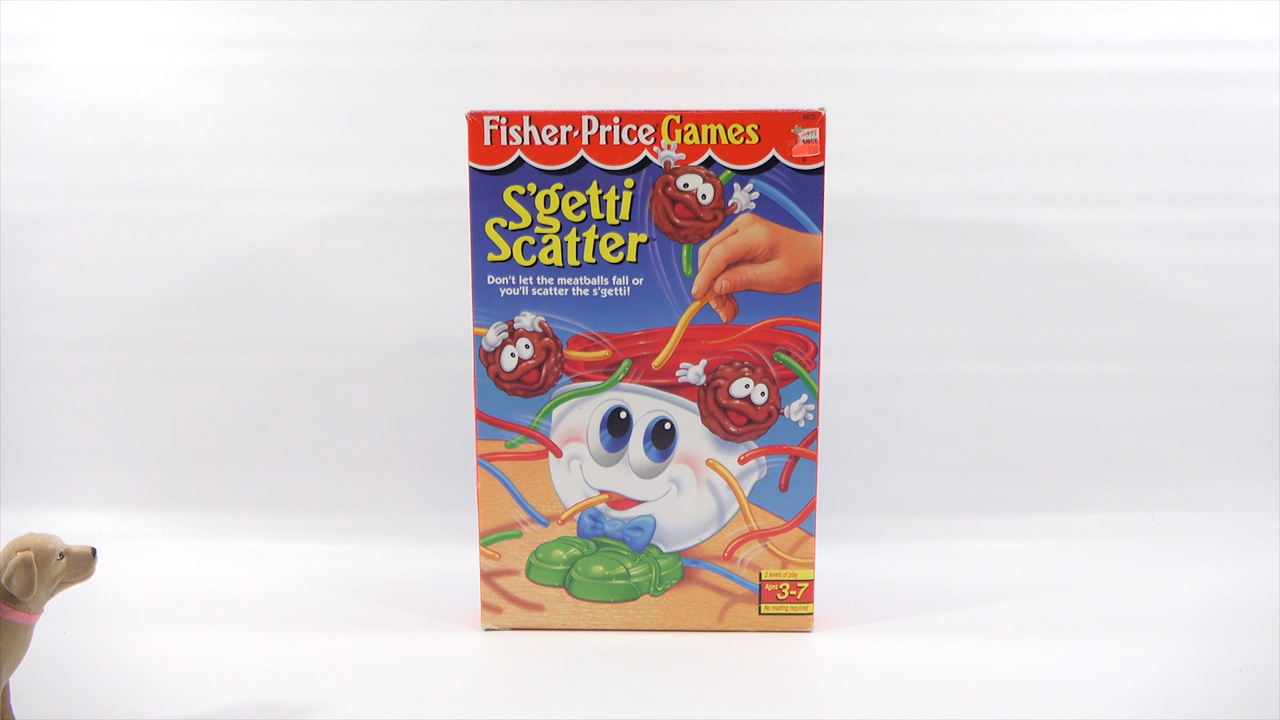 Fisher-Price Games
S'getti
Scatter
Don't let the meatballs fall or
you'll scatter the s'getti!
2 levels of play
Ages 3-7
No reading required